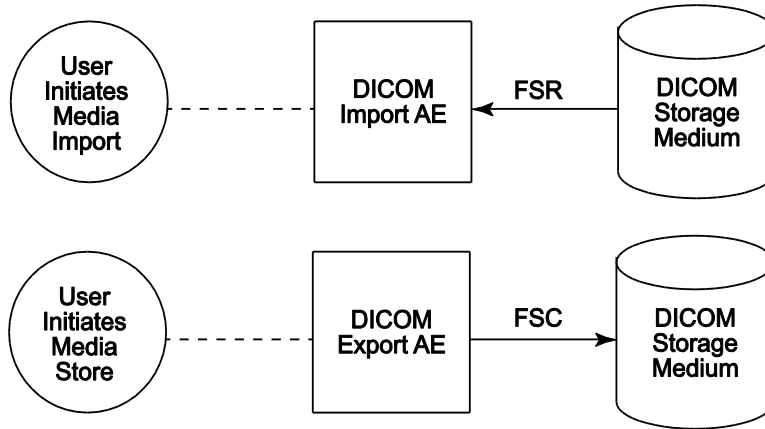 User
Initiates
Media
Import
DICOM
Import AE
FSR
DICOM
Storage
Medium
User
Initiates
Media
Store
DICOM
Export AE
FSC
DICOM
Storage
Medium